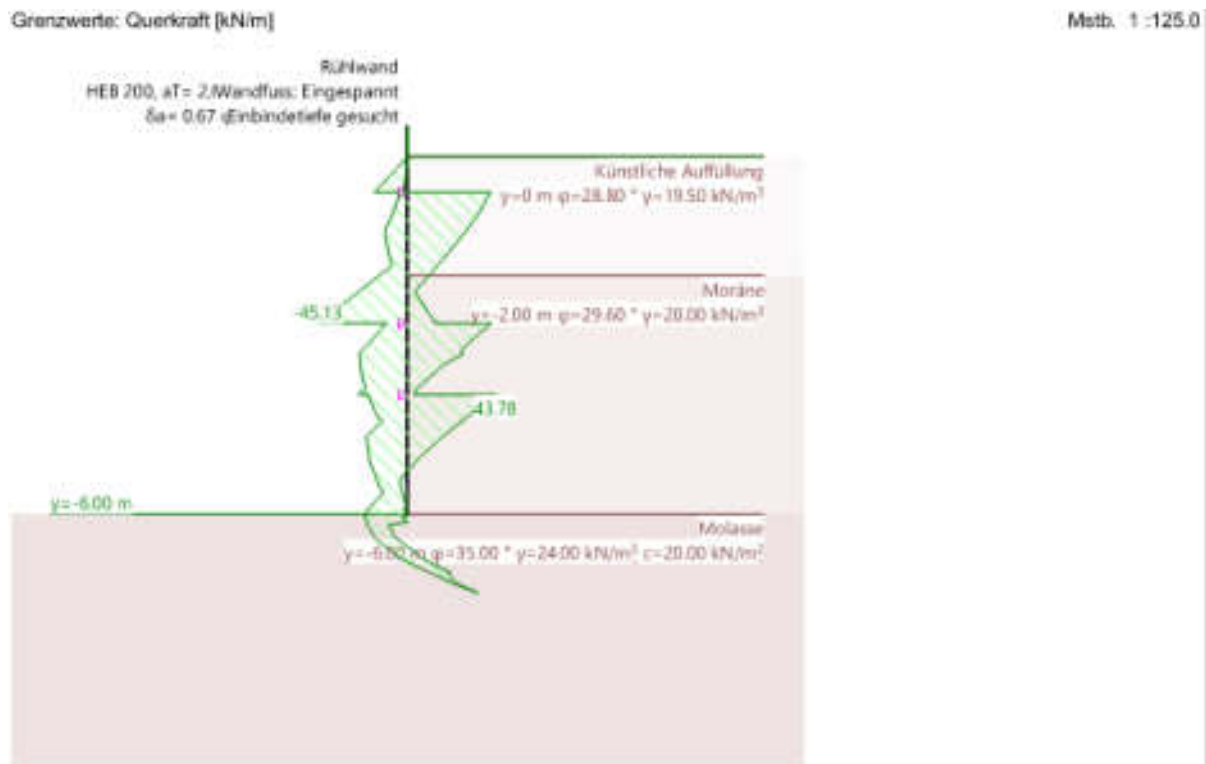 Grenzwerte: Querkraft [kN/m]
Mstb. 1 :125.0
Rühlwand
HEB 200, aT= 2./Wandfuss: Eingespannt
δa= 0.67 φEinbindetiefe gesucht
Künstliche Auffüllung
y=0 m φ=28.80 ° γ=19.50 kN/m³
Moräne
-45.13
y=-2.00 m φ=29.60 ° γ=20.00 kN/m³
-43.78
y=-6.00 m
Molasse
y=-6.00 m φ=35.00 ° γ=24.00 kN/m³ c=20.00 kN/m²